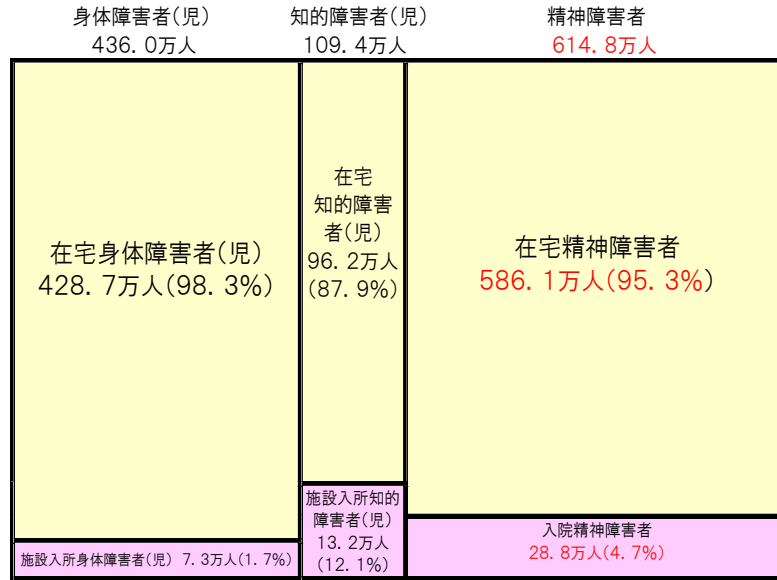 身体障害者(児)
436.0万人
知的障害者(児)
109.4万人
精神障害者
614.8万人
在宅身体障害者(児)
428.7万人(98.3%)
在宅
知的障害
者(児)
96.2万人
(87.9%)
在宅精神障害者
586.1万人(95.3%)
施設入所身体障害者(児) 7.3万人(1.7%)
施設入所知的
障害者(児)
13.2万人
(12.1%)
入院精神障害者
28.8万人(4.7%)